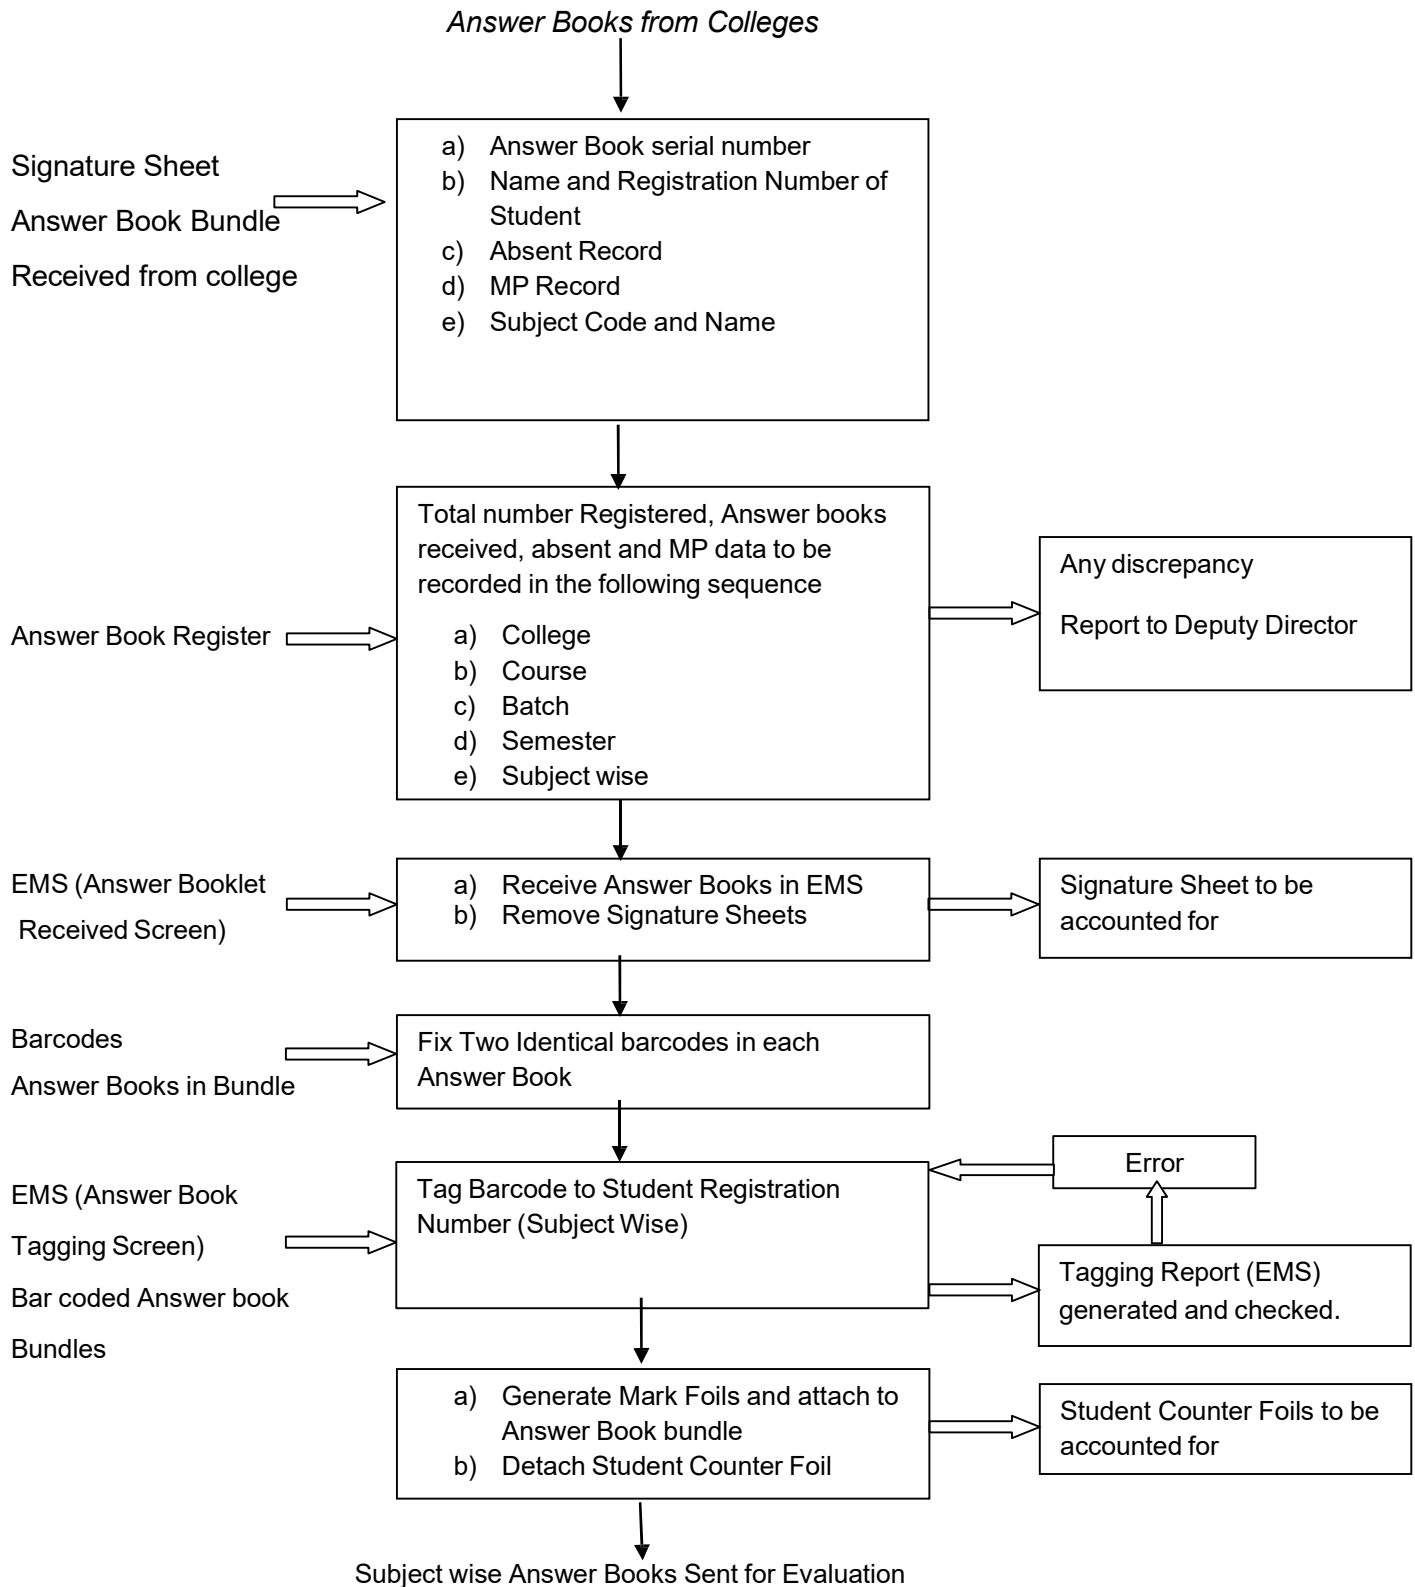 Answer Books from Colleges
Signature Sheet
Answer Book Bundle
Received from college
a) Answer Book serial number
b) Name and Registration Number of
Student
c) Absent Record
d) MP Record
e) Subject Code and Name
Answer Book Register
Total number Registered, Answer books
received, absent and MP data to be
recorded in the following sequence
a) College
b) Course
c) Batch
d) Semester
e) Subject wise
Any discrepancy
Report to Deputy Director
EMS (Answer Booklet
Received Screen)
a) Receive Answer Books in EMS
b) Remove Signature Sheets
Signature Sheet to be
accounted for
Barcodes
Answer Books in Bundle
Fix Two Identical barcodes in each
Answer Book
EMS (Answer Book
Tagging Screen)
Bar coded Answer book
Bundles
Tag Barcode to Student Registration
Number (Subject Wise)
Error
Tagging Report (EMS)
generated and checked.
a) Generate Mark Foils and attach to
Answer Book bundle
b) Detach Student Counter Foil
Student Counter Foils to be
accounted for
Subject wise Answer Books Sent for Evaluation